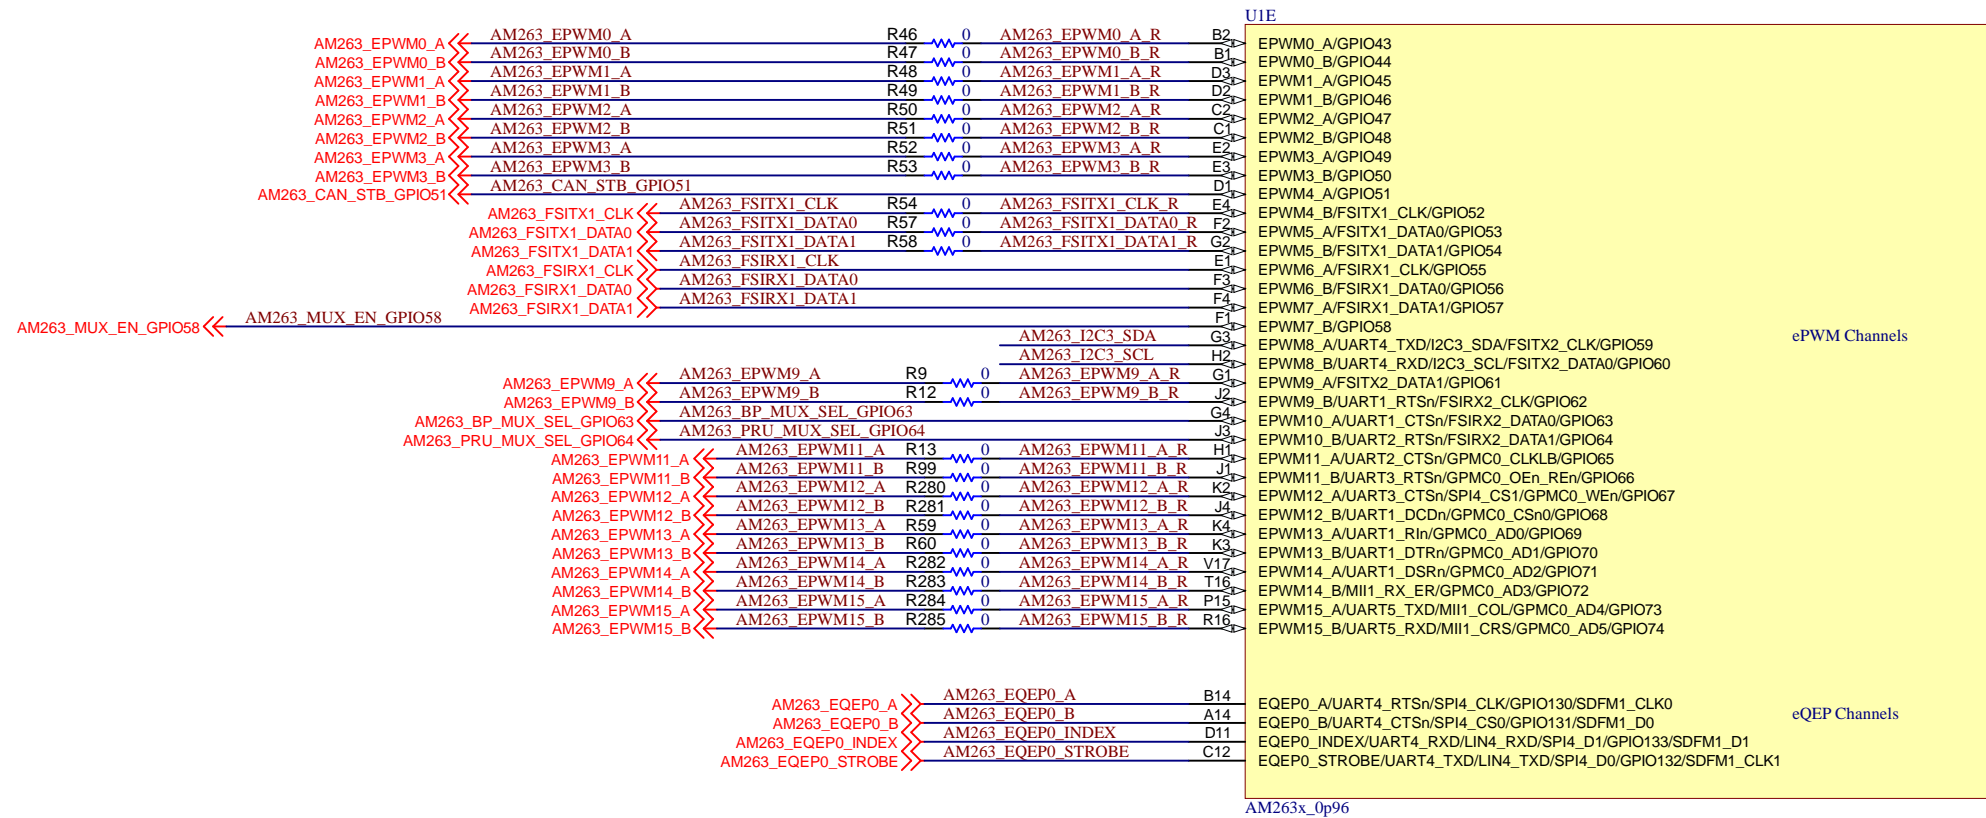 U1E
AM263_EPWM0_A AM263_EPWM0_A R46 0 AM263_EPWM0_A_R B2 EPWM0_A/GPIO43
AM263_EPWM0_B AM263_EPWM0_B R47 0 AM263_EPWM0_B_R B1 EPWM0_B/GPIO44
AM263_EPWM1_A AM263_EPWM1_A R48 0 AM263_EPWM1_A_R D3 EPWM1_A/GPIO45
AM263_EPWM1_B AM263_EPWM1_B R49 0 AM263_EPWM1_B_R D2 EPWM1_B/GPIO46
AM263_EPWM2_A AM263_EPWM2_A R50 0 AM263_EPWM2_A_R C2 EPWM2_A/GPIO47
AM263_EPWM2_B AM263_EPWM2_B R51 0 AM263_EPWM2_B_R C1 EPWM2_B/GPIO48
AM263_EPWM3_A AM263_EPWM3_A R52 0 AM263_EPWM3_A_R E2 EPWM3_A/GPIO49
AM263_EPWM3_B AM263_EPWM3_B R53 0 AM263_EPWM3_B_R E3 EPWM3_B/GPIO50
AM263_CAN_STB_GPIO51 AM263_CAN_STB_GPIO51 D1 EPWM4_A/GPIO51
AM263_FSITX1_CLK AM263_FSITX1_CLK R54 0 AM263_FSITX1_CLK_R E4 EPWM4_B/FSITX1_CLK/GPIO52
AM263_FSITX1_DATA0 AM263_FSITX1_DATA0 R57 0 AM263_FSITX1_DATA0_R F2 EPWM5_A/FSITX1_DATA0/GPIO53
AM263_FSITX1_DATA1 AM263_FSITX1_DATA1 R58 0 AM263_FSITX1_DATA1_R G2 EPWM5_B/FSITX1_DATA1/GPIO54
AM263_FSIRX1_CLK AM263_FSIRX1_CLK E1 EPWM6_A/FSIRX1_CLK/GPIO55
AM263_FSIRX1_DATA0 AM263_FSIRX1_DATA0 F3 EPWM6_B/FSIRX1_DATA0/GPIO56
AM263_FSIRX1_DATA1 AM263_FSIRX1_DATA1 F4 EPWM7_A/FSIRX1_DATA1/GPIO57
AM263_MUX_EN_GPIO58 AM263_MUX_EN_GPIO58 F1 EPWM7_B/GPIO58
ePWM Channels
AM263_I2C3_SDA G3 EPWM8_A/UART4_TXD/I2C3_SDA/FSITX2_CLK/GPIO59
AM263_I2C3_SCL H2 EPWM8_B/UART4_RXD/I2C3_SCL/FSITX2_DATA0/GPIO60
AM263_EPWM9_A AM263_EPWM9_A R9 0 AM263_EPWM9_A_R G1 EPWM9_A/FSITX2_DATA1/GPIO61
AM263_EPWM9_B AM263_EPWM9_B R12 0 AM263_EPWM9_B_R J2 EPWM9_B/UART1_RTSn/FSIRX2_CLK/GPIO62
AM263_BP_MUX_SEL_GPIO63 AM263_BP_MUX_SEL_GPIO63 G4 EPWM10_A/UART1_CTSn/FSIRX2_DATA0/GPIO63
AM263_PRU_MUX_SEL_GPIO64 AM263_PRU_MUX_SEL_GPIO64 J3 EPWM10_B/UART2_RTSn/FSIRX2_DATA1/GPIO64
AM263_EPWM11_A AM263_EPWM11_A R13 0 AM263_EPWM11_A_R H1 EPWM11_A/UART2_CTSn/GPMC0_CLKLB/GPIO65
AM263_EPWM11_B AM263_EPWM11_B R99 0 AM263_EPWM11_B_R J1 EPWM11_B/UART3_RTSn/GPMC0_OEn_REn/GPIO66
AM263_EPWM12_A AM263_EPWM12_A R280 0 AM263_EPWM12_A_R K2 EPWM12_A/UART3_CTSn/SPI4_CS1/GPMC0_WEn/GPIO67
AM263_EPWM12_B AM263_EPWM12_B R281 0 AM263_EPWM12_B_R J4 EPWM12_B/UART1_DCDn/GPMC0_CSn0/GPIO68
AM263_EPWM13_A AM263_EPWM13_A R59 0 AM263_EPWM13_A_R K4 EPWM13_A/UART1_RIn/GPMC0_AD0/GPIO69
AM263_EPWM13_B AM263_EPWM13_B R60 0 AM263_EPWM13_B_R K3 EPWM13_B/UART1_DTRn/GPMC0_AD1/GPIO70
AM263_EPWM14_A AM263_EPWM14_A R282 0 AM263_EPWM14_A_R V17 EPWM14_A/UART1_DSRn/GPMC0_AD2/GPIO71
AM263_EPWM14_B AM263_EPWM14_B R283 0 AM263_EPWM14_B_R T16 EPWM14_B/MII1_RX_ER/GPMC0_AD3/GPIO72
AM263_EPWM15_A AM263_EPWM15_A R284 0 AM263_EPWM15_A_R P15 EPWM15_A/UART5_TXD/MII1_COL/GPMC0_AD4/GPIO73
AM263_EPWM15_B AM263_EPWM15_B R285 0 AM263_EPWM15_B_R R16 EPWM15_B/UART5_RXD/MII1_CRS/GPMC0_AD5/GPIO74
AM263_EQEP0_A AM263_EQEP0_A B14 EQEP0_A/UART4_RTSn/SPI4_CLK/GPIO130/SDFM1_CLK0
AM263_EQEP0_B AM263_EQEP0_B A14 EQEP0_B/UART4_CTSn/SPI4_CS0/GPIO131/SDFM1_D0 eQEP Channels
AM263_EQEP0_INDEX AM263_EQEP0_INDEX D11 EQEP0_INDEX/UART4_RXD/LIN4_RXD/SPI4_D1/GPIO133/SDFM1_D1
AM263_EQEP0_STROBE AM263_EQEP0_STROBE C12 EQEP0_STROBE/UART4_TXD/LIN4_TXD/SPI4_D0/GPIO132/SDFM1_CLK1
AM263x_0p96